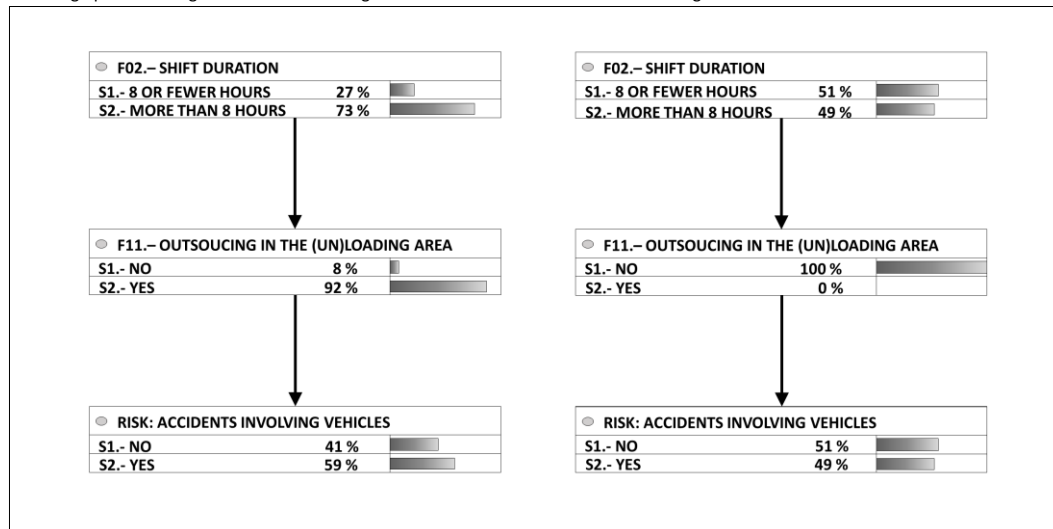 F02.– SHIFT DURATION
S1.- 8 OR FEWER HOURS 27 %
S2.- MORE THAN 8 HOURS 73 %
F11.– OUTSOUCING IN THE (UN)LOADING AREA
S1.- NO 8 %
S2.- YES 92 %
RISK: ACCIDENTS INVOLVING VEHICLES
S1.- NO 41 %
S2.- YES 59 %
F02.– SHIFT DURATION
S1.- 8 OR FEWER HOURS 51 %
S2.- MORE THAN 8 HOURS 49 %
F11.– OUTSOUCING IN THE (UN)LOADING AREA
S1.- NO 100 %
S2.- YES 0 %
RISK: ACCIDENTS INVOLVING VEHICLES
S1.- NO 51 %
S2.- YES 49 %